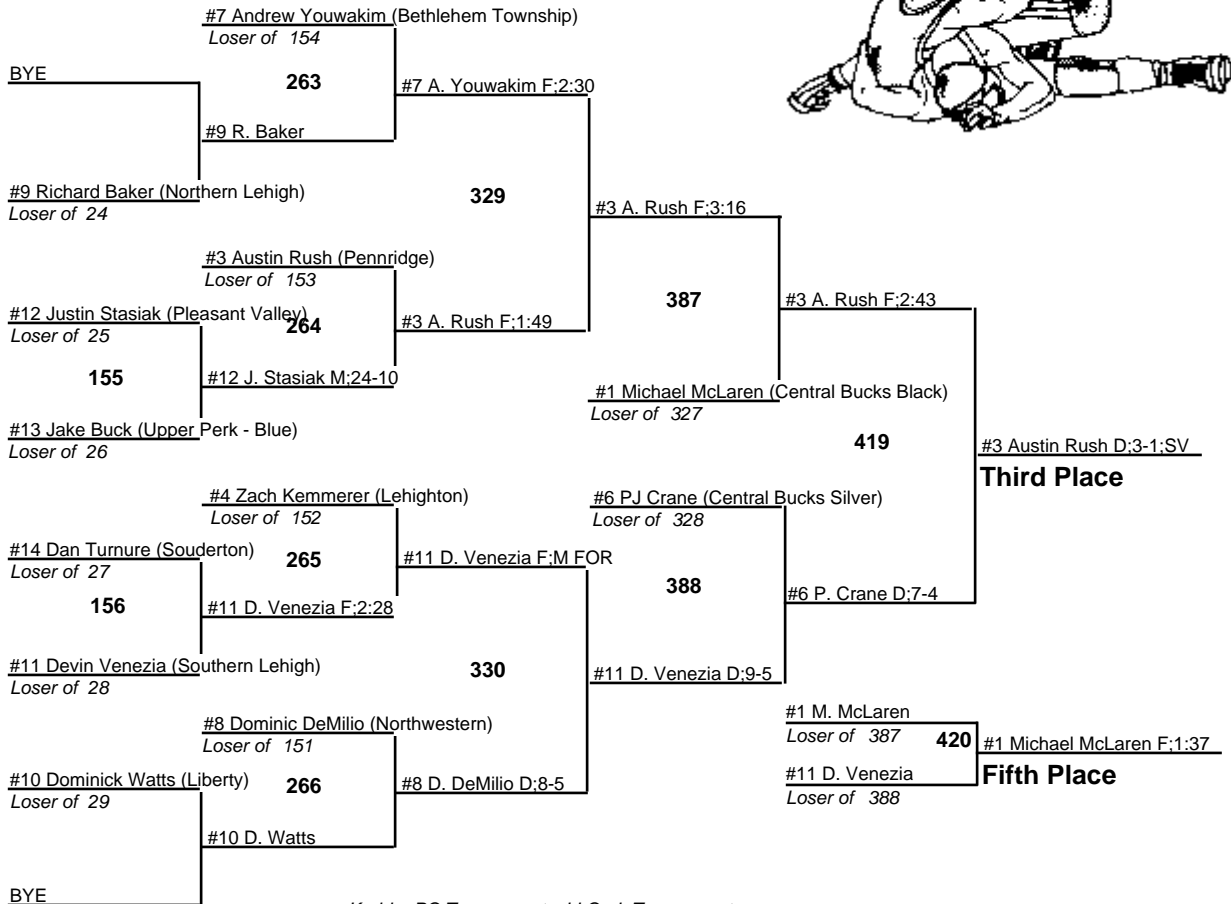 #7 Andrew Youwakim (Bethlehem Township)
Loser of 154
BYE
263
#7 A. Youwakim F;2:30
#9 R. Baker
#9 Richard Baker (Northern Lehigh)
Loser of 24
329
#3 A. Rush F;3:16
#3 Austin Rush (Pennridge)
Loser of 153
#12 Justin Stasiak (Pleasant Valley)
Loser of 25
264
#3 A. Rush F;1:49
387
#3 A. Rush F;2:43
155
#12 J. Stasiak M;24-10
#1 Michael McLaren (Central Bucks Black)
Loser of 327
#13 Jake Buck (Upper Perk - Blue)
Loser of 26
419
#3 Austin Rush D;3-1;SV
Third Place
#4 Zach Kemmerer (Lehighton)
Loser of 152
#6 PJ Crane (Central Bucks Silver)
Loser of 328
#14 Dan Turnure (Souderton)
Loser of 27
265
#11 D. Venezia F;M FOR
388
#6 P. Crane D;7-4
156
#11 D. Venezia F;2:28
#11 Devin Venezia (Southern Lehigh)
Loser of 28
330
#11 D. Venezia D;9-5
#8 Dominic DeMilio (Northwestern)
Loser of 151
#1 M. McLaren
Loser of 387
420
#1 Michael McLaren F;1:37
Fifth Place
#10 Dominick Watts (Liberty)
Loser of 29
266
#8 D. DeMilio D;8-5
#11 D. Venezia
Loser of 388
#10 D. Watts
BYE